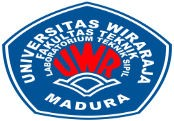 UNIVERSITAS WIRARAJA
FAKULTAS TEKNIK
LABORATORIUM TEKNIK SIPIL
UWR
MADURA